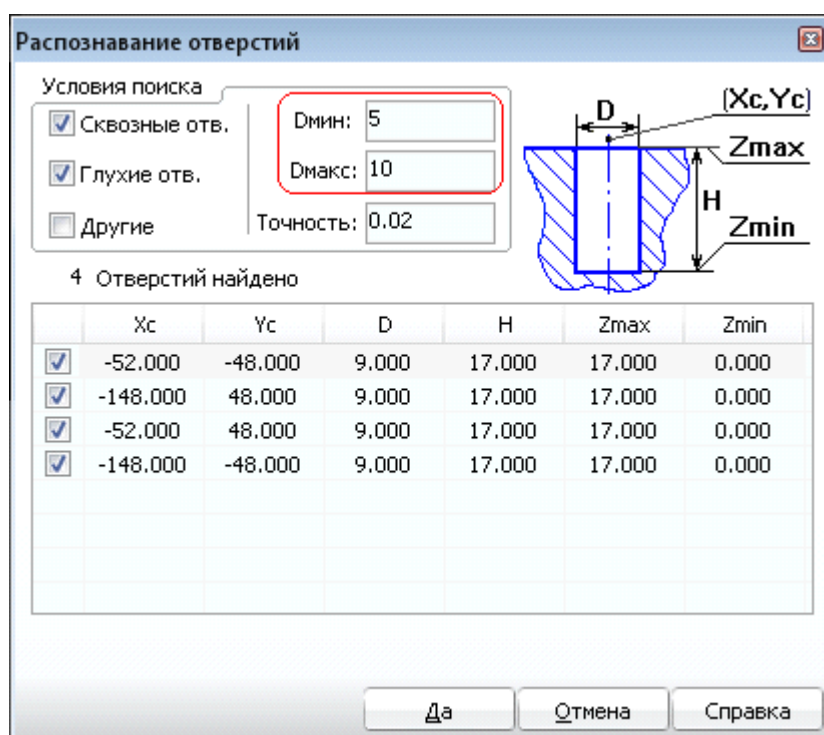 Распознавание отверстий
Условия поиска
Сквозные отв.
Глухие отв.
Другие
Dмин: 5
Dмакс: 10
Точность: 0.02
D
(Xc,Yc)
Zmax
H
Zmin
4 Отверстий найдено
Xc Yc D H Zmax Zmin
-52.000 -48.000 9.000 17.000 17.000 0.000
-148.000 48.000 9.000 17.000 17.000 0.000
-52.000 48.000 9.000 17.000 17.000 0.000
-148.000 -48.000 9.000 17.000 17.000 0.000
Да Отмена Справка